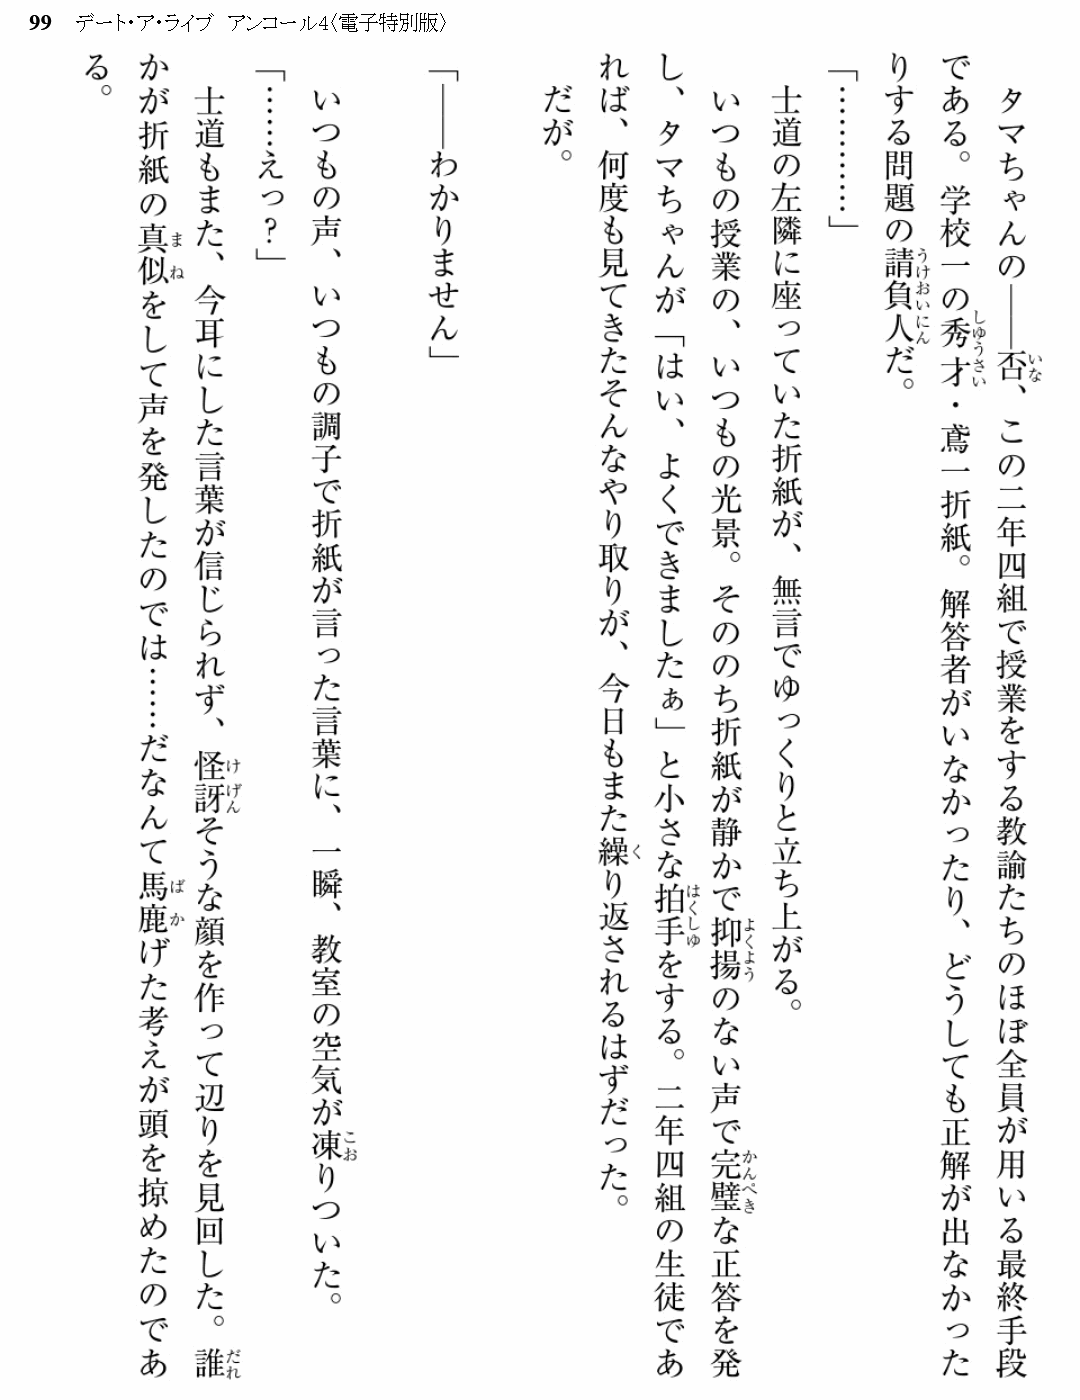 99 デート・ア・ライブ アンコール4〈電子特別版〉
タマちゃんの――否、この二年四組で授業をする教諭たちのほぼ全員が用いる最終手段
である。学校一の秀才・鳶一折紙。解答者がいなかったり、どうしても正解が出なかった
りする問題の請負人だ。
「…………」
士道の左隣に座っていた折紙が、無言でゆっくりと立ち上がる。
いつもの授業の、いつもの光景。そののち折紙が静かで抑揚のない声で完璧な正答を発
し、タマちゃんが「はい、よくできましたぁ」と小さな拍手をする。二年四組の生徒であ
れば、何度も見てきたそんなやり取りが、今日もまた繰り返されるはずだった。
だが。
「――わかりません」
いつもの声、いつもの調子で折紙が言った言葉に、一瞬、教室の空気が凍りついた。
「……えっ?」
士道もまた、今耳にした言葉が信じられず、怪訝そうな顔を作って辺りを見回した。誰
かが折紙の真似をして声を発したのでは……だなんて馬鹿げた考えが頭を掠めたのであ
る。